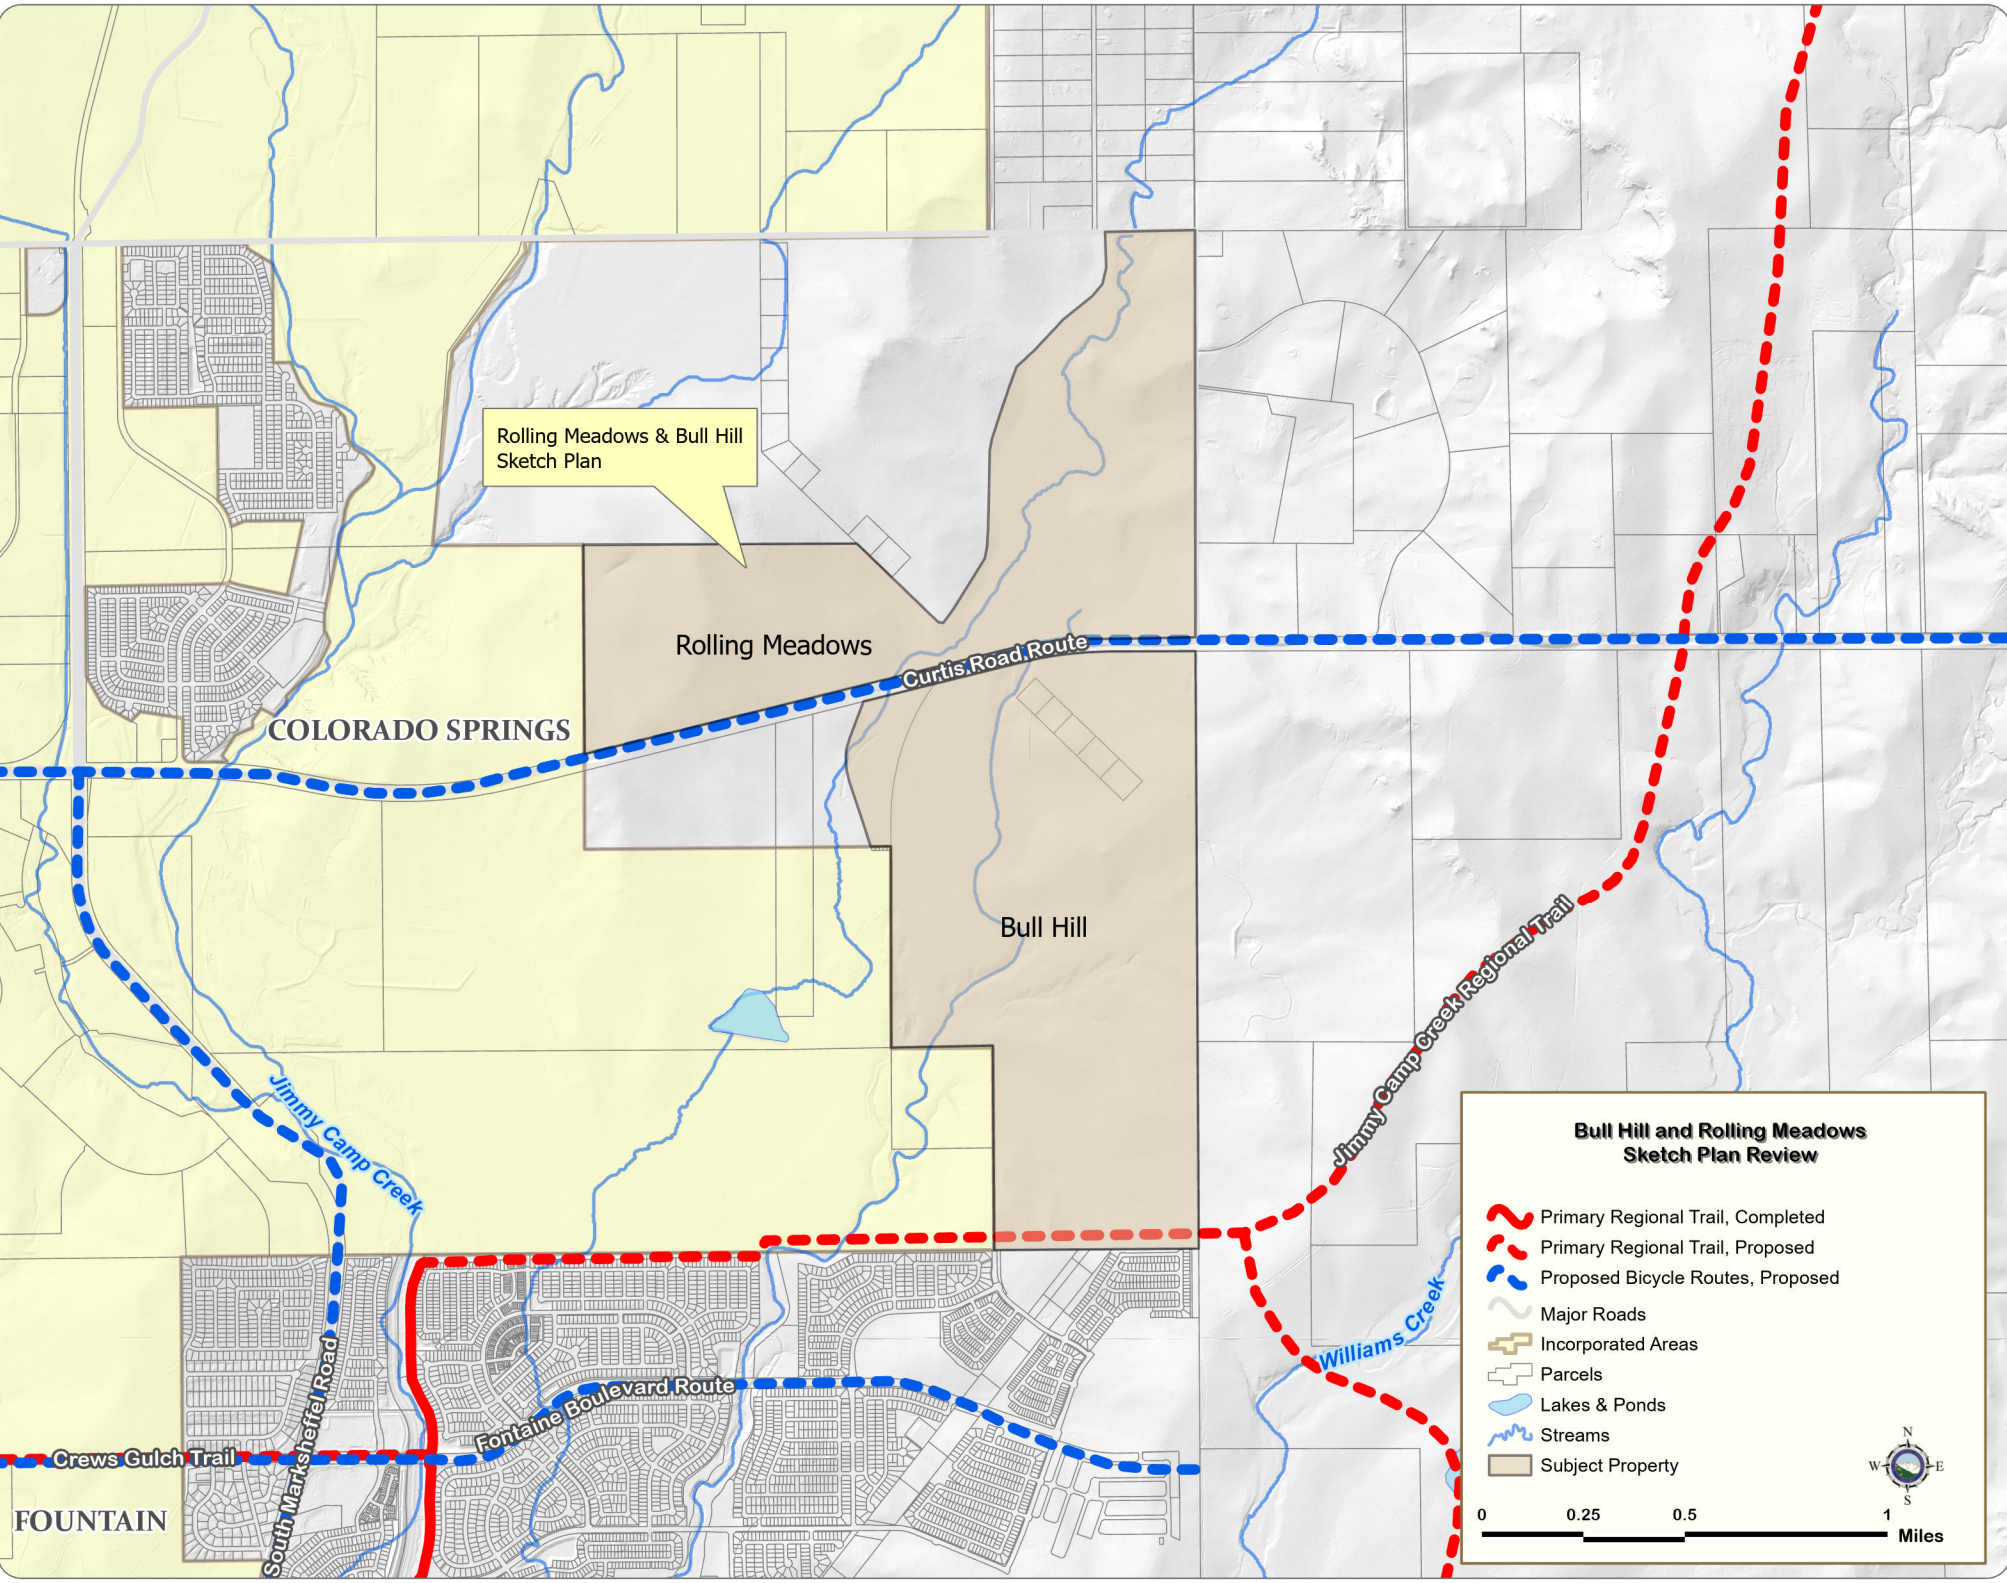 Rolling Meadows & Bull Hill
Sketch Plan
Rolling Meadows
Curtis Road Route
COLORADO SPRINGS
Bull Hill
Jimmy Camp Creek Regional Trail
Jimmy Camp Creek
Williams Creek
Fontaine Boulevard Route
South Marksheffel Road
Crews Gulch Trail
FOUNTAIN
Bull Hill and Rolling Meadows
Sketch Plan Review
Primary Regional Trail, Completed
Primary Regional Trail, Proposed
Proposed Bicycle Routes, Proposed
Major Roads
Incorporated Areas
Parcels
Lakes & Ponds
Streams
Subject Property
N
W E
S
0 0.25 0.5 1
Miles